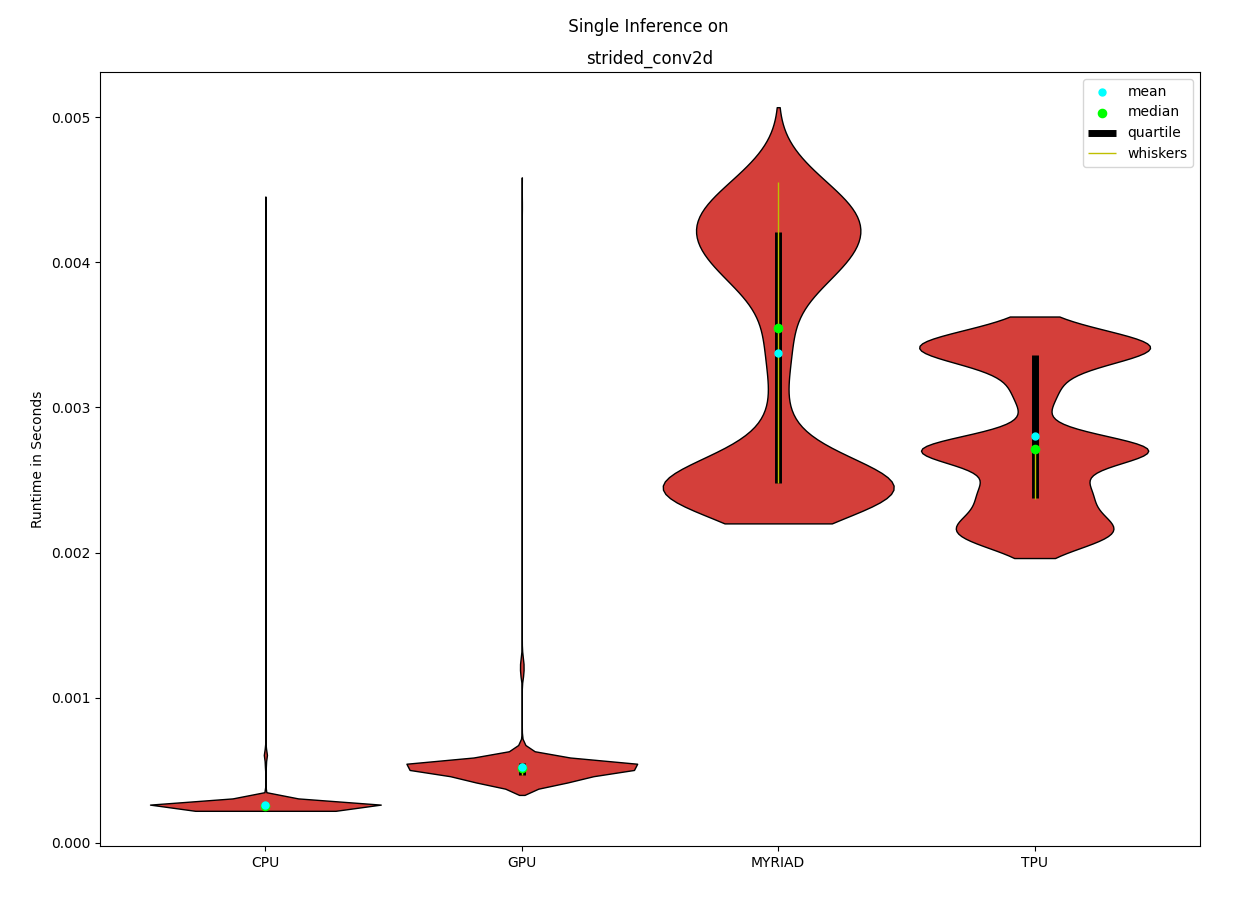 Single Inference on
strided_conv2d
mean
median
quartile
whiskers
Runtime in Seconds
0.005
0.004
0.003
0.002
0.001
0.000
CPU
GPU
MYRIAD
TPU